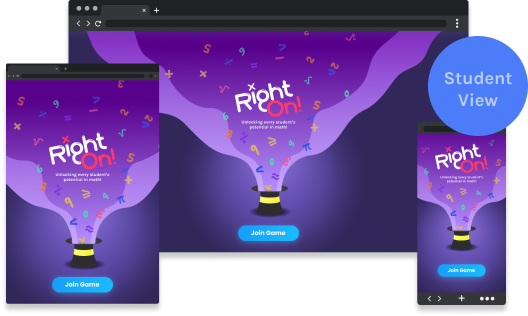 Right
On!
Unlocking every student's
potential in math!
Join Game
Right
On!
Unlocking every student's
potential in math!
Join Game
Student
View
Right
On!
Unlocking every student's
potential in math!
Join Game